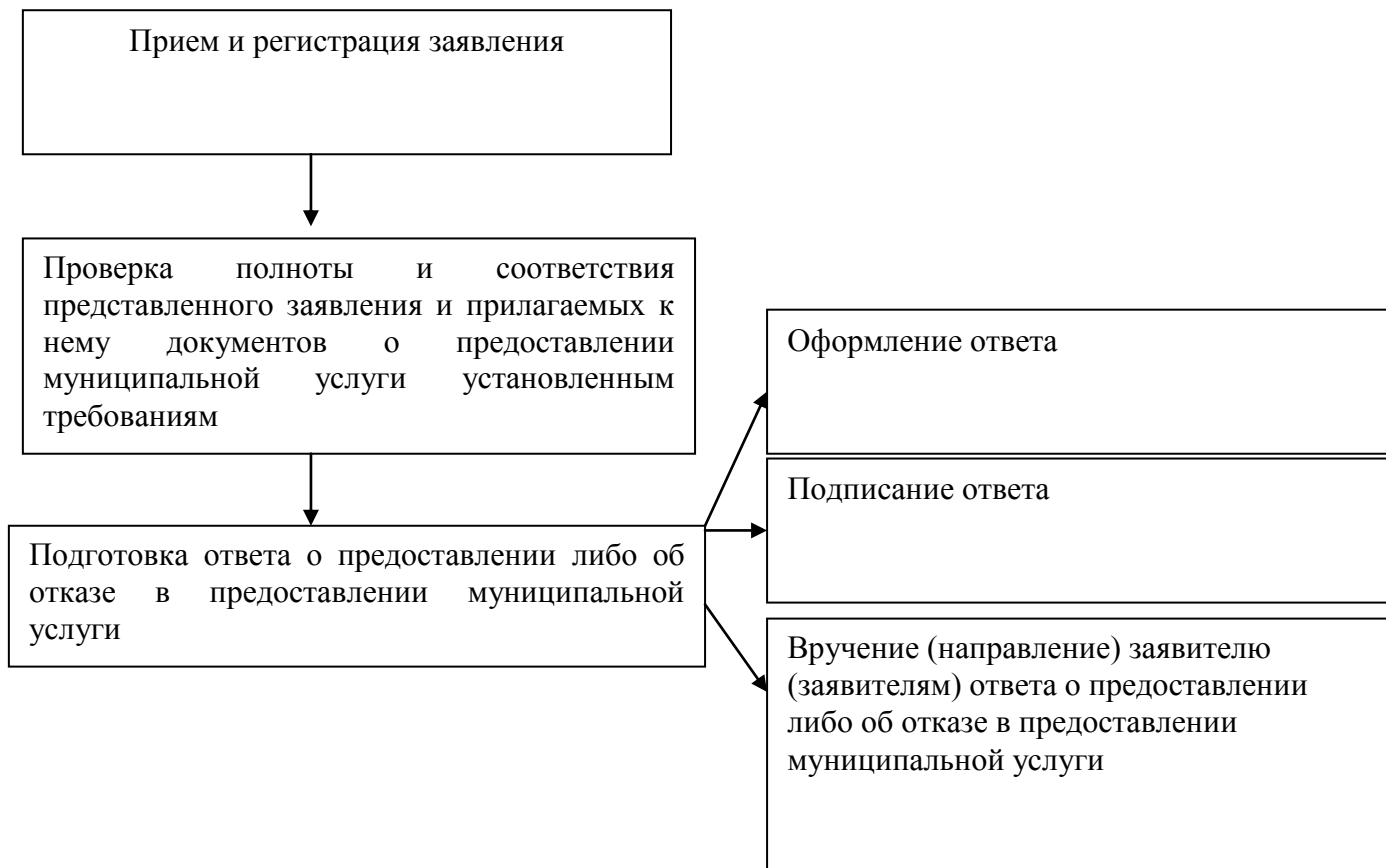 Прием и регистрация заявления
Проверка полноты и соответствия
представленного заявления и прилагаемых к
нему документов о предоставлении
муниципальной услуги установленным
требованиям
Подготовка ответа о предоставлении либо об
отказе в предоставлении муниципальной
услуги
Оформление ответа
Подписание ответа
Вручение (направление) заявителю
(заявителям) ответа о предоставлении
либо об отказе в предоставлении
муниципальной услуги